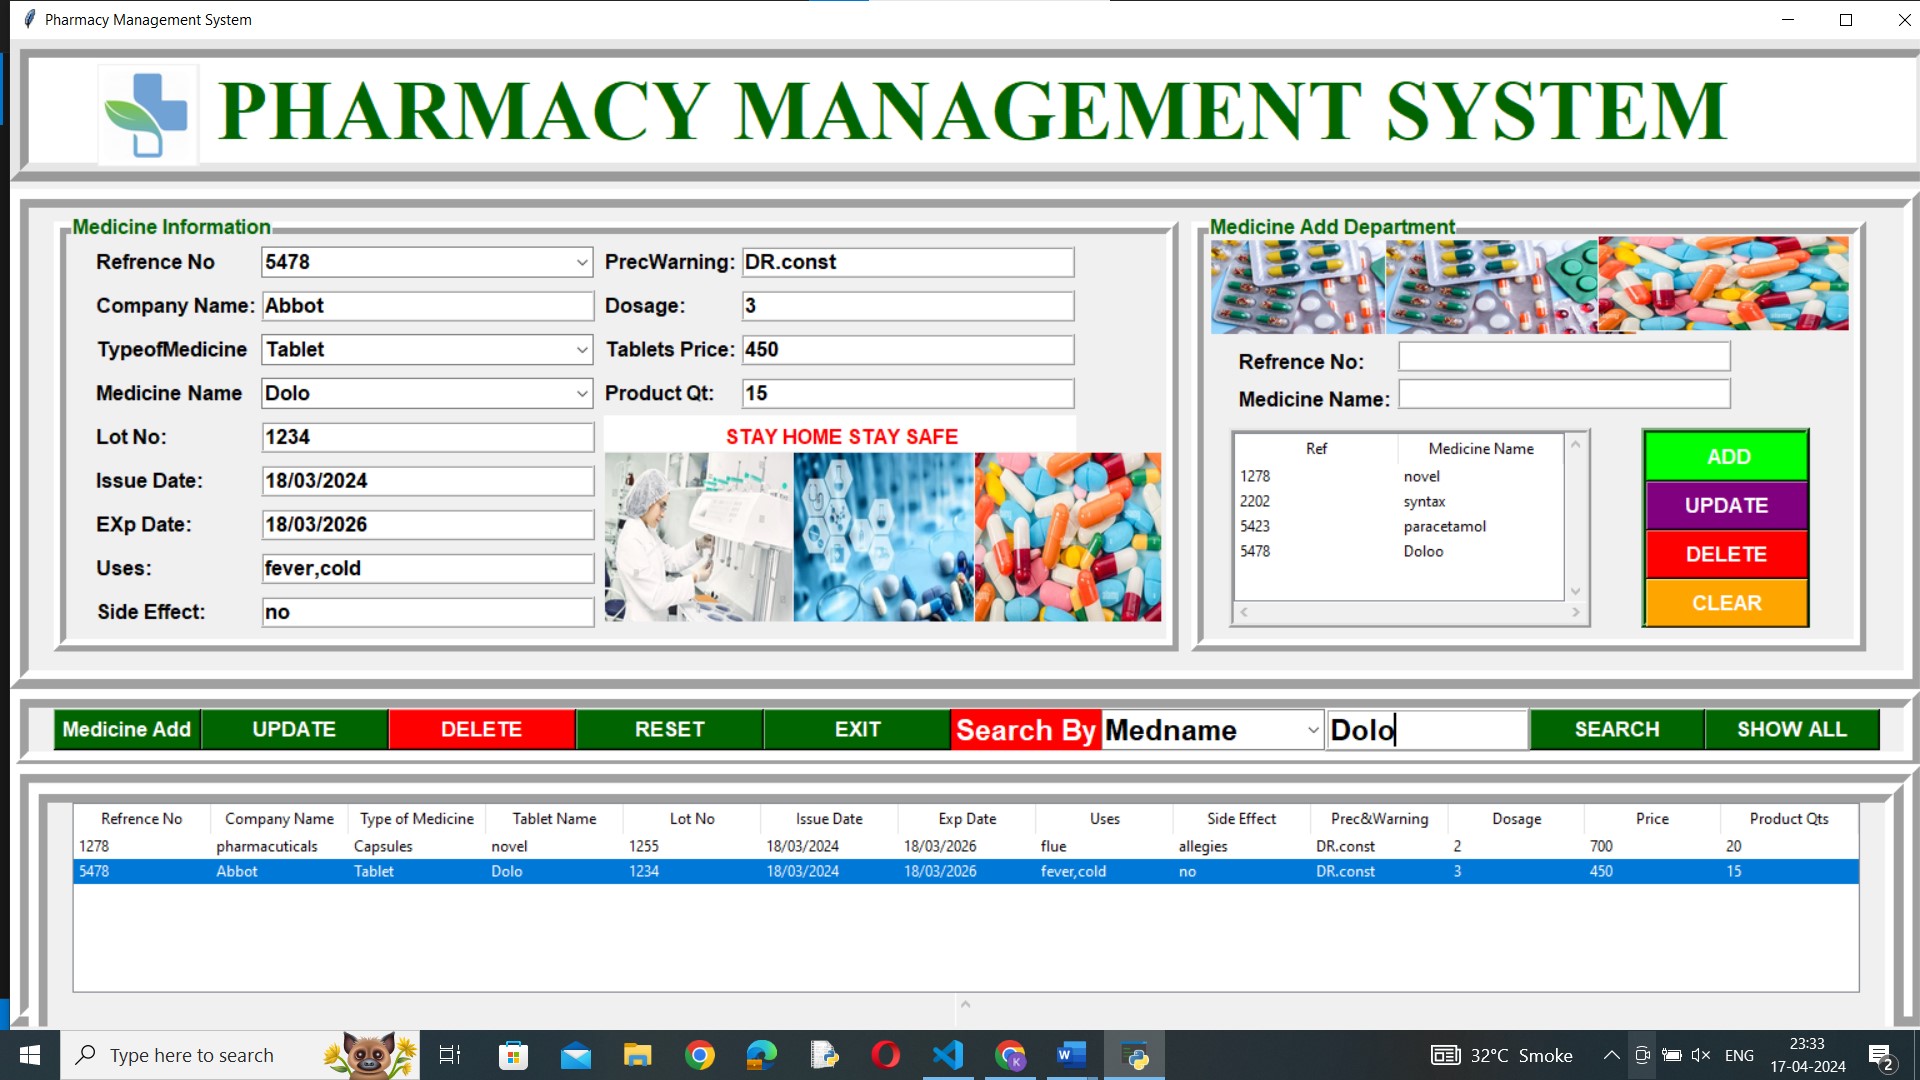 Pharmacy Management System
PHARMACY MANAGEMENT SYSTEM
Medicine Information
Refrence No 5478 PrecWarning: DR.const
Company Name: Abbot Dosage: 3
TypeofMedicine Tablet Tablets Price: 450
Medicine Name Dolo Product Qt: 15
Lot No: 1234
Issue Date: 18/03/2024
EXp Date: 18/03/2026
Uses: fever,cold
Side Effect: no
STAY HOME STAY SAFE
Medicine Add Department
Refrence No:
Medicine Name:
Ref Medicine Name
1278 novel
2202 syntax
5423 paracetamol
5478 Doloo
ADD
UPDATE
DELETE
CLEAR
Medicine Add UPDATE DELETE RESET EXIT Search By Medname Dolo SEARCH SHOW ALL
Refrence No Company Name Type of Medicine Tablet Name Lot No Issue Date Exp Date Uses Side Effect Prec&Warning Dosage Price Product Qts
1278 pharmacuticals Capsules novel 1255 18/03/2024 18/03/2026 flue allegies DR.const 2 700 20
5478 Abbot Tablet Dolo 1234 18/03/2024 18/03/2026 fever,cold no DR.const 3 450 15
Type here to search
32°C Smoke
ENG
23:33
17-04-2024
2